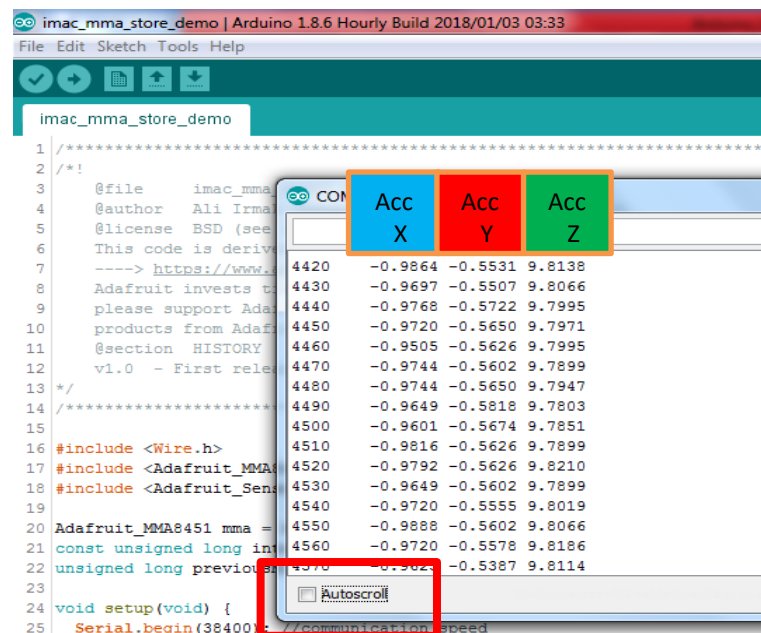 imac_mma_store_demo | Arduino 1.8.6 Hourly Build 2018/01/03 03:33
File Edit Sketch Tools Help
imac_mma_store_demo
1 /************************************************************************
2 /*!
3 @file imac_mma_
4 @author Ali Irma
5 @license BSD (see
6 This code is derive
7 ----> https://www.
8 Adafruit invests t
9 please support Ada
10 products from Adaf
11 @section HISTORY
12 v1.0 - First relea
13 */
14 /**********************
15
16 #include <Wire.h>
17 #include <Adafruit_MMA8
18 #include <Adafruit_Sens
19
20 Adafruit_MMA8451 mma =
21 const unsigned long int
22 unsigned long previous
23
24 void setup(void) {
25 Serial.begin(38400); //communication speed
COM
Acc X
Acc Y
Acc Z
4420 -0.9864 -0.5531 9.8138
4430 -0.9697 -0.5507 9.8066
4440 -0.9768 -0.5722 9.7995
4450 -0.9720 -0.5650 9.7971
4460 -0.9505 -0.5626 9.7995
4470 -0.9744 -0.5602 9.7899
4480 -0.9744 -0.5650 9.7947
4490 -0.9649 -0.5818 9.7803
4500 -0.9601 -0.5674 9.7851
4510 -0.9816 -0.5626 9.7899
4520 -0.9792 -0.5626 9.8210
4530 -0.9649 -0.5602 9.7899
4540 -0.9720 -0.5555 9.8019
4550 -0.9888 -0.5602 9.8066
4560 -0.9720 -0.5578 9.8186
4570 -0.9625 -0.5387 9.8114
Autoscroll